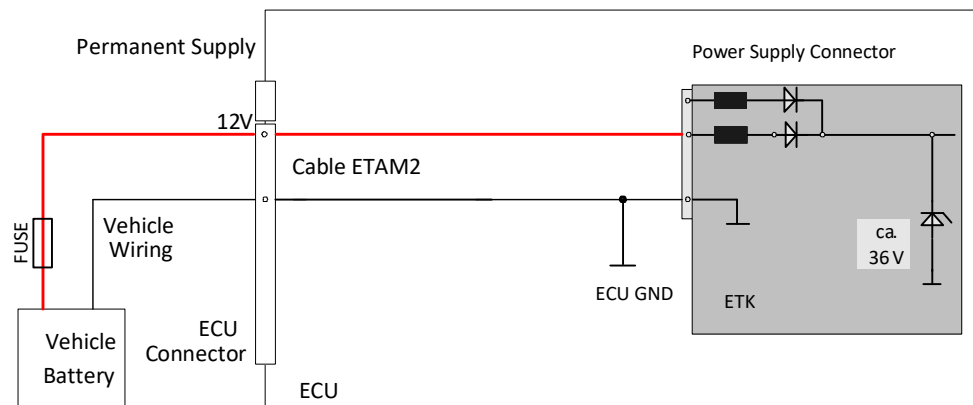 Permanent Supply
Power Supply Connector
12V
Cable ETAM2
FUSE
Vehicle
Wiring
ca.
36 V
ECU GND
ETK
ECU
Connector
Vehicle
Battery
ECU